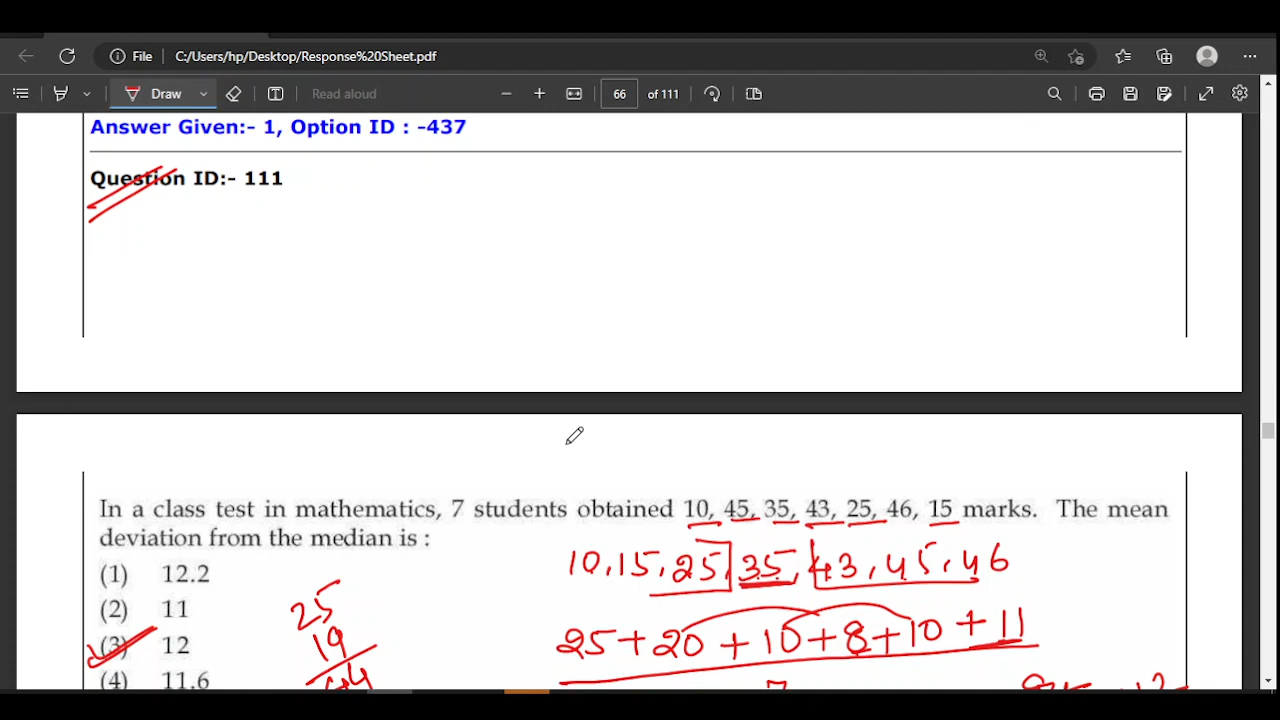 File C:/Users/hp/Desktop/Response%20Sheet.pdf
Draw Read aloud 66 of 111
Answer Given:- 1, Option ID : -437
Question ID:- 111
In a class test in mathematics, 7 students obtained 10, 45, 35, 43, 25, 46, 15 marks. The mean
deviation from the median is :
10,15,25,35,43,45,46
(1) 12.2
(2) 11
25
25+20+10+8+10+11
19
(3) 12
44
(4) 11.6
7